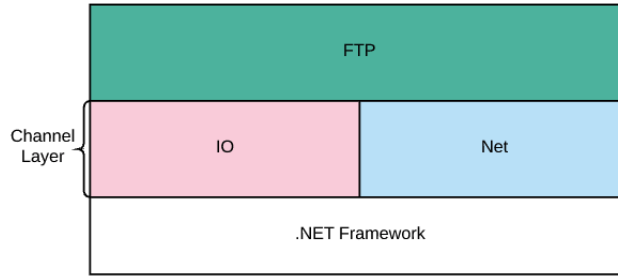 FTP
Channel
Layer
IO
Net
.NET Framework